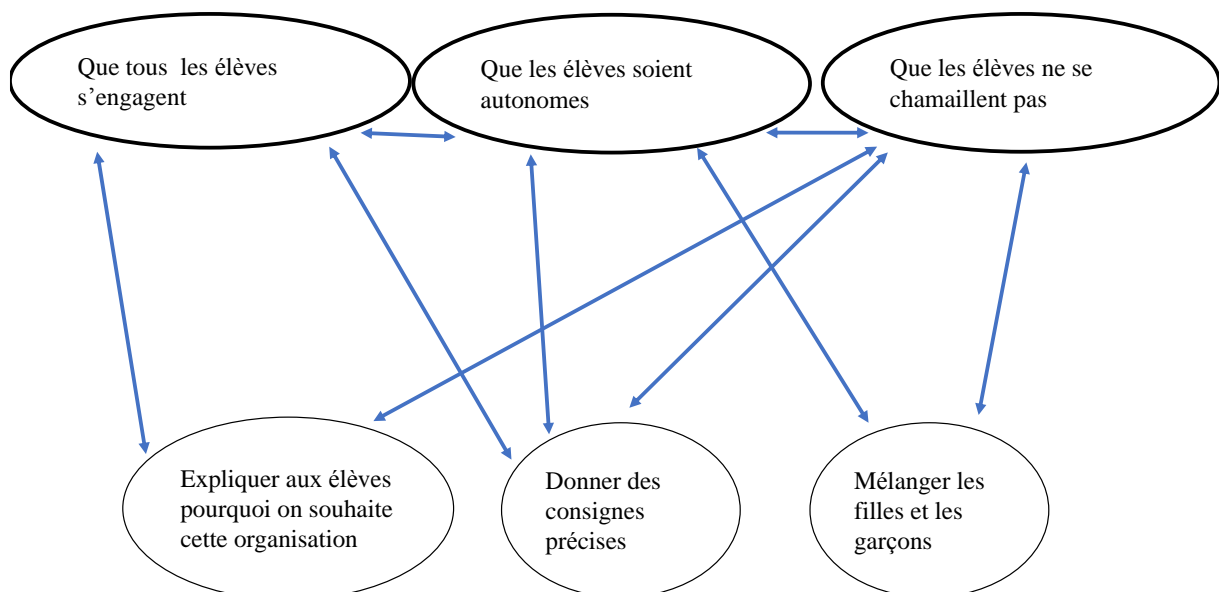 Que tous les élèves
s’engagent
Que les élèves soient
autonomes
Que les élèves ne se
chamaillent pas
Expliquer aux élèves
pourquoi on souhaite
cette organisation
Donner des
consignes
précises
Mélanger les
filles et les
garçons